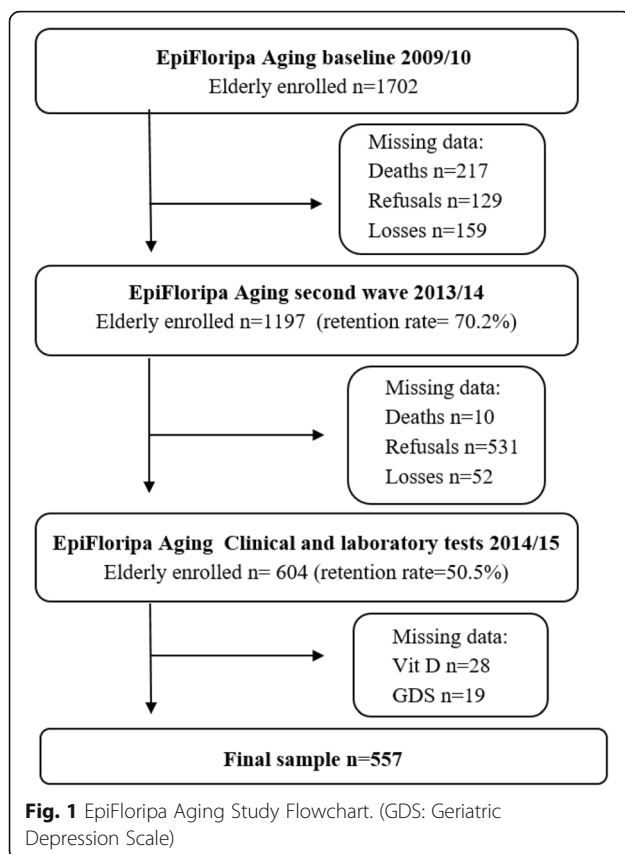 EpiFloripa Aging baseline 2009/10
Elderly enrolled n=1702
Missing data:
Deaths n=217
Refusals n=129
Losses n=159
EpiFloripa Aging second wave 2013/14
Elderly enrolled n=1197 (retention rate= 70.2%)
Missing data:
Deaths n=10
Refusals n=531
Losses n=52
EpiFloripa Aging Clinical and laboratory tests 2014/15
Elderly enrolled n= 604 (retention rate=50.5%)
Missing data:
Vit D n=28
GDS n=19
Final sample n=557
Fig. 1 EpiFloripa Aging Study Flowchart. (GDS: Geriatric
Depression Scale)